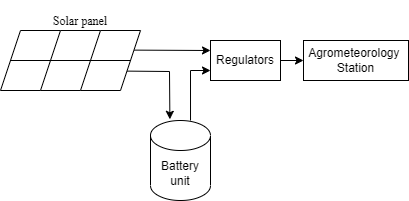 Solar panel
Regulators
Agrometeorology
Station
Battery
unit